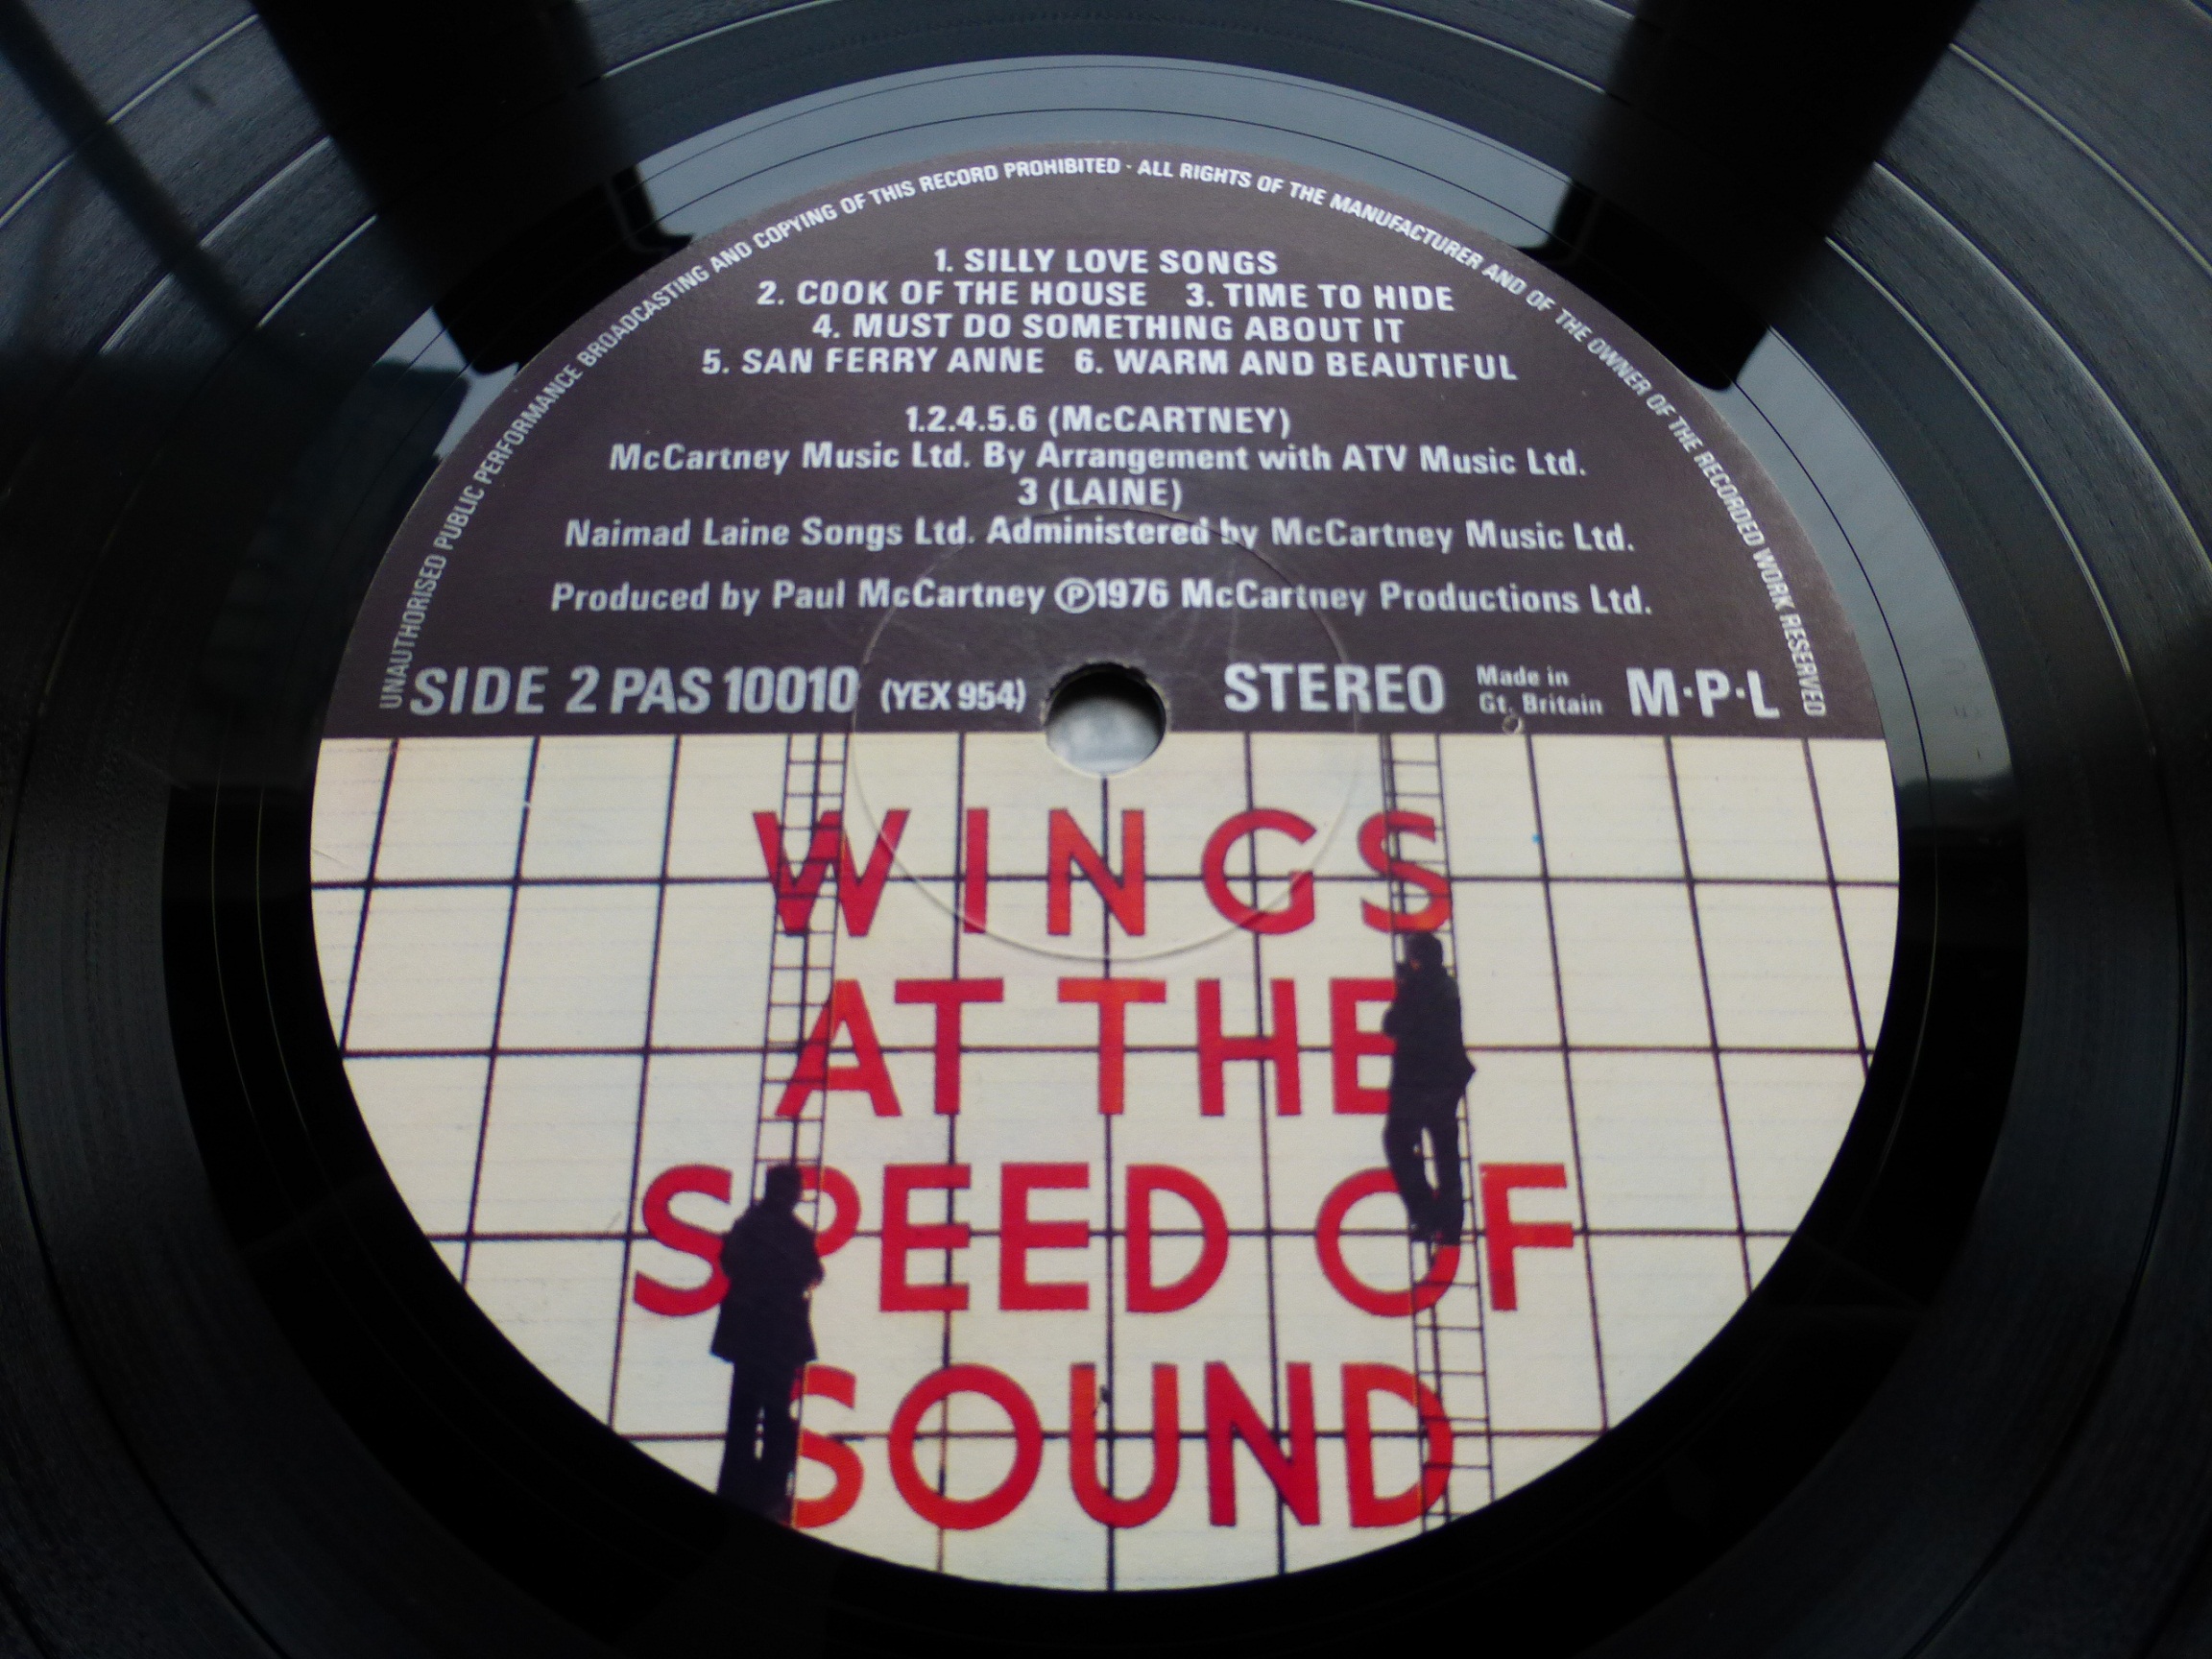 UNAUTHORISED PUBLIC PERFORMANCE BROADCASTING AND COPYING OF THIS RECORD PROHIBITED · ALL RIGHTS OF THE MANUFACTURER AND OF THE OWNER OF THE RECORDED WORK RESERVED
1. SILLY LOVE SONGS
2. COOK OF THE HOUSE 3. TIME TO HIDE
4. MUST DO SOMETHING ABOUT IT
5. SAN FERRY ANNE 6. WARM AND BEAUTIFUL
1.2.4.5.6 (McCARTNEY)
McCartney Music Ltd. By Arrangement with ATV Music Ltd.
3 (LAINE)
Naimad Laine Songs Ltd. Administered by McCartney Music Ltd.
Produced by Paul McCartney ℗1976 McCartney Productions Ltd.
SIDE 2 PAS 10010 (YEX 954) STEREO Made in Gt. Britain M·P·L
WINGS
AT THE
SPEED OF
SOUND